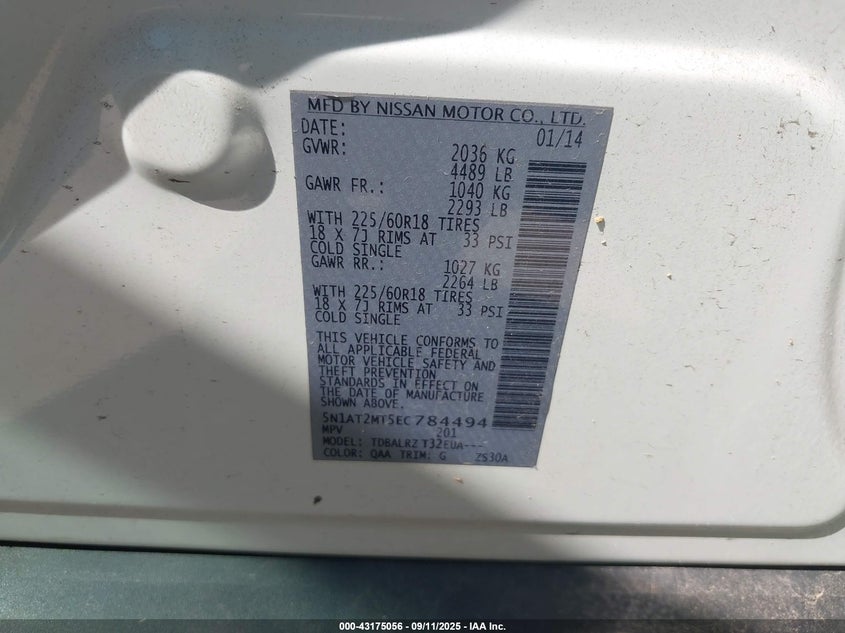 MFD BY NISSAN MOTOR CO., LTD.
DATE: 01/14
GVWR: 2036 KG
4489 LB
GAWR FR.: 1040 KG
2293 LB
WITH 225/60R18 TIRES
18 X 7J RIMS AT 33 PSI
COLD SINGLE
GAWR RR.: 1027 KG
2264 LB
WITH 225/60R18 TIRES
18 X 7J RIMS AT 33 PSI
COLD SINGLE
THIS VEHICLE CONFORMS TO
ALL APPLICABLE FEDERAL
MOTOR VEHICLE SAFETY AND
THEFT PREVENTION
STANDARDS IN EFFECT ON
THE DATE OF MANUFACTURE
SHOWN ABOVE.
5N1AT2MT5EC784494
MPV 201
MODEL: TDBALRZ T32EUA---
COLOR: QAA TRIM: G ZS30A
000-43175056 - 09/11/2025 - IAA Inc.